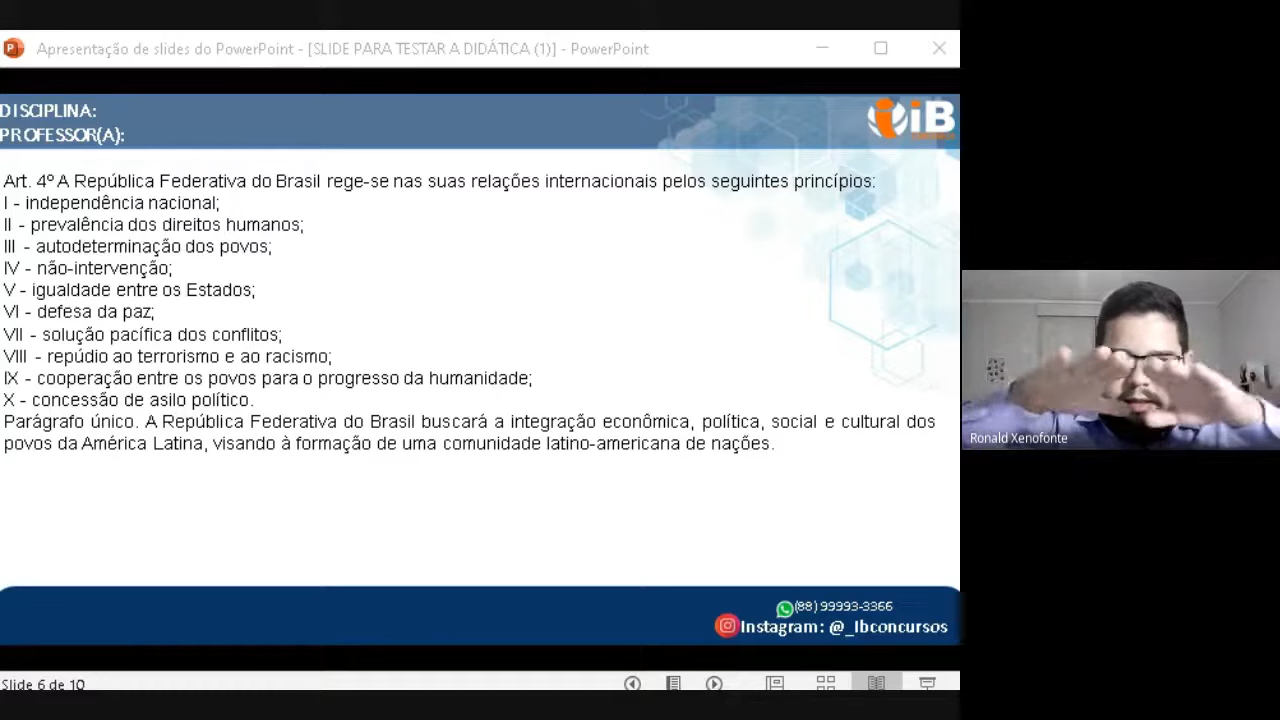 Apresentação de slides do PowerPoint - [SLIDE PARA TESTAR A DIDÁTICA (1)] - PowerPoint
DISCIPLINA:
PROFESSOR(A):
iB
Art. 4º A República Federativa do Brasil rege-se nas suas relações internacionais pelos seguintes princípios:
I - independência nacional;
II - prevalência dos direitos humanos;
III - autodeterminação dos povos;
IV - não-intervenção;
V - igualdade entre os Estados;
VI - defesa da paz;
VII - solução pacífica dos conflitos;
VIII - repúdio ao terrorismo e ao racismo;
IX - cooperação entre os povos para o progresso da humanidade;
X - concessão de asilo político.
Parágrafo único. A República Federativa do Brasil buscará a integração econômica, política, social e cultural dos
povos da América Latina, visando à formação de uma comunidade latino-americana de nações.
Ronald Xenofonte
(88) 99993-3366
Instagram: @_Ibconcursos
Slide 6 de 10